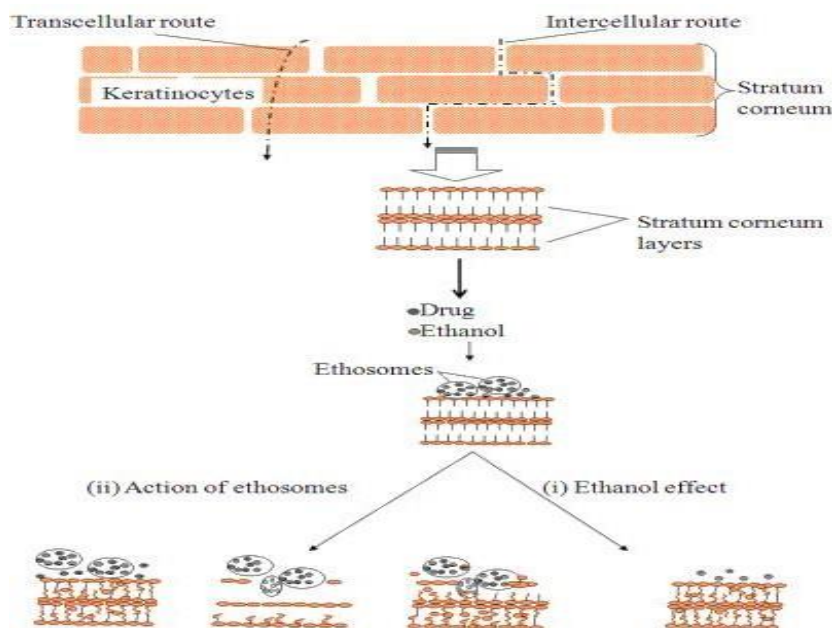 Transcellular route
Intercellular route
Keratinocytes
Stratum
corneum
Stratum corneum
layers
Drug
Ethanol
Ethosomes
(ii) Action of ethosomes
(i) Ethanol effect